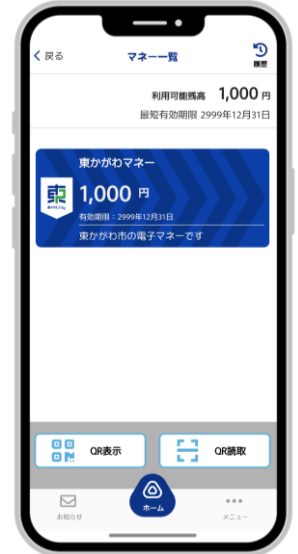 戻る
マネー一覧
履歴
利用可能残高 1,000 円
最短有効期限 2999年12月31日
東かがわマネー
東
1,000 円
有効期限：2999年12月31日
東かがわ市の電子マネーです
QR表示
QR読取
お知らせ
ホーム
メニュー